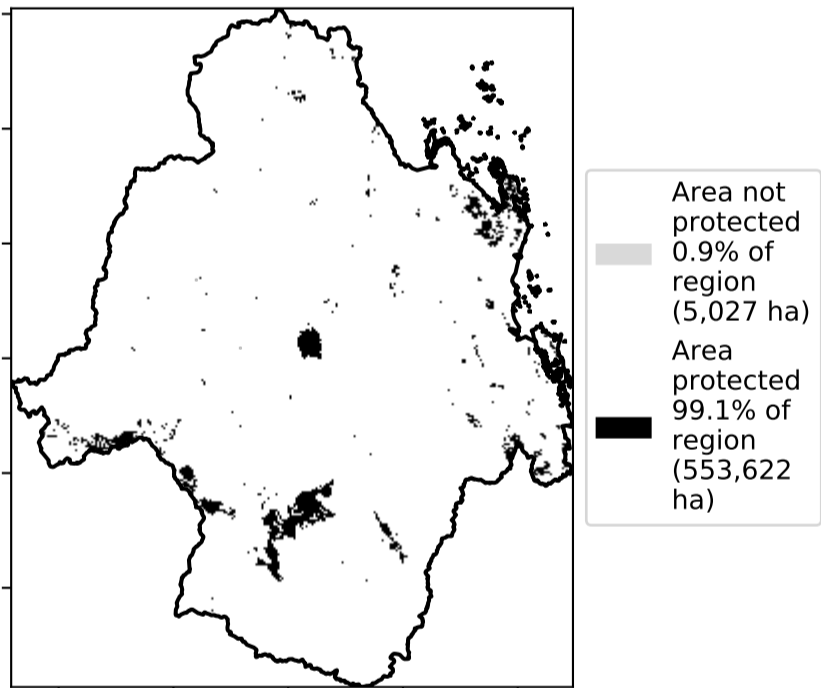 Area not
protected
0.9% of
region
(5,027 ha)
Area
protected
99.1% of
region
(553,622
ha)